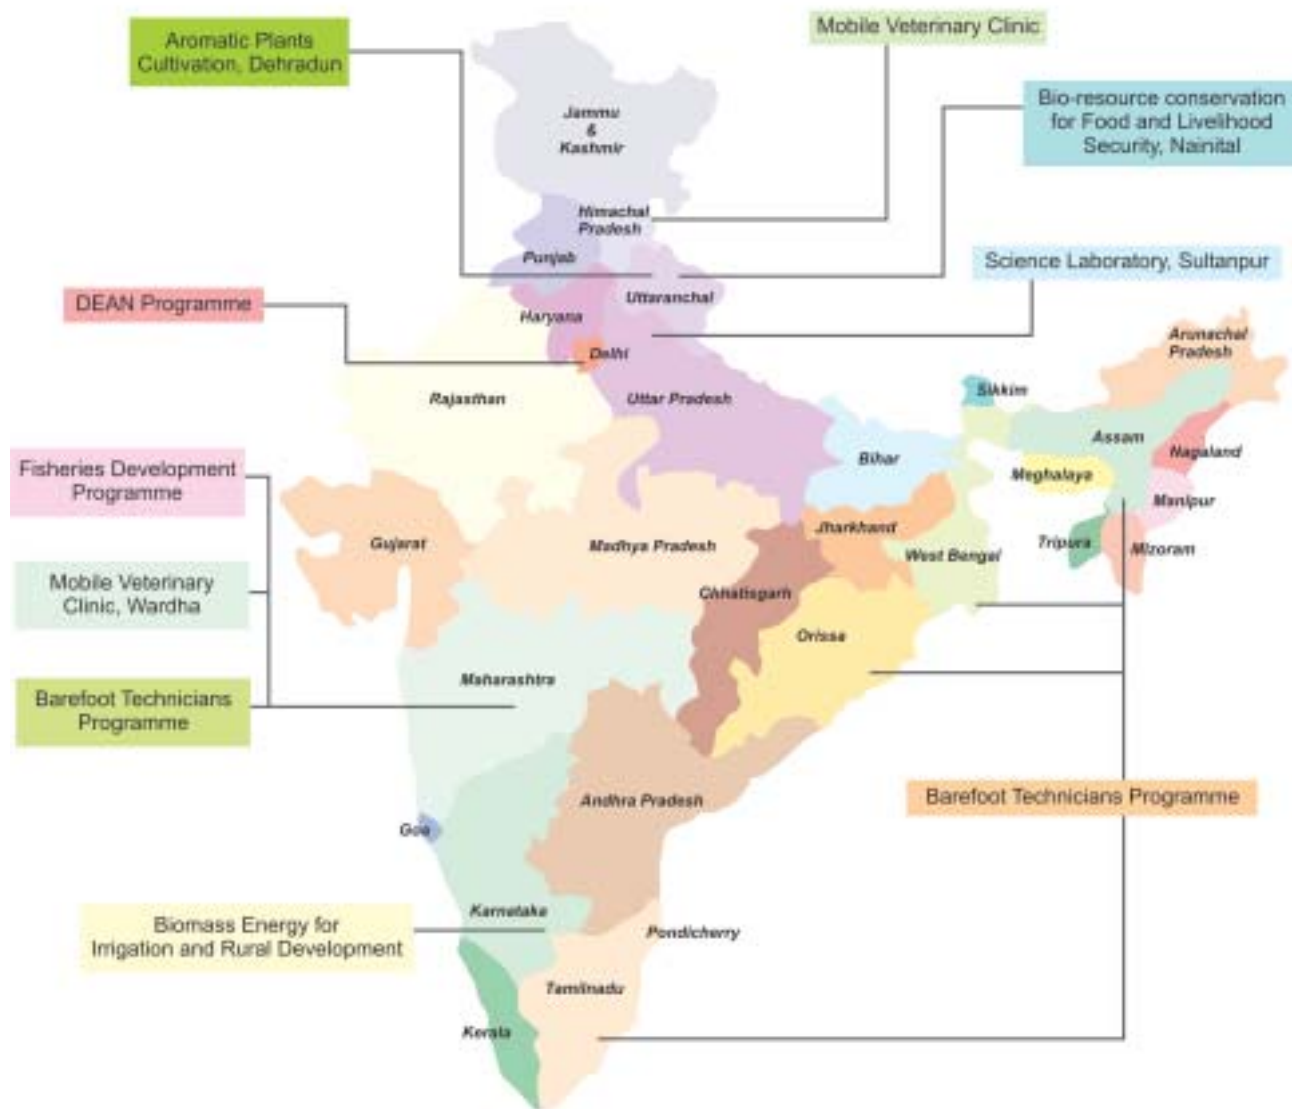 Aromatic Plants
Cultivation, Dehradun
Mobile Veterinary Clinic
Bio-resource conservation
for Food and Livelihood
Security, Nainital
Jammu
&
Kashmir
Himachal
Pradesh
Punjab
Science Laboratory, Sultanpur
Uttaranchal
DEAN Programme
Haryana
Delhi
Arunachal
Pradesh
Rajasthan
Uttar Pradesh
Sikkim
Assam
Bihar
Nagaland
Meghalaya
Manipur
Fisheries Development
Programme
Gujarat
Madhya Pradesh
Jharkhand
West Bengal
Tripura
Mizoram
Mobile Veterinary
Clinic, Wardha
Chhatisgarh
Orissa
Maharashtra
Barefoot Technicians
Programme
Andhra Pradesh
Barefoot Technicians Programme
Goa
Karnataka
Biomass Energy for
Irrigation and Rural Development
Pondicherry
Tamilnadu
Kerala